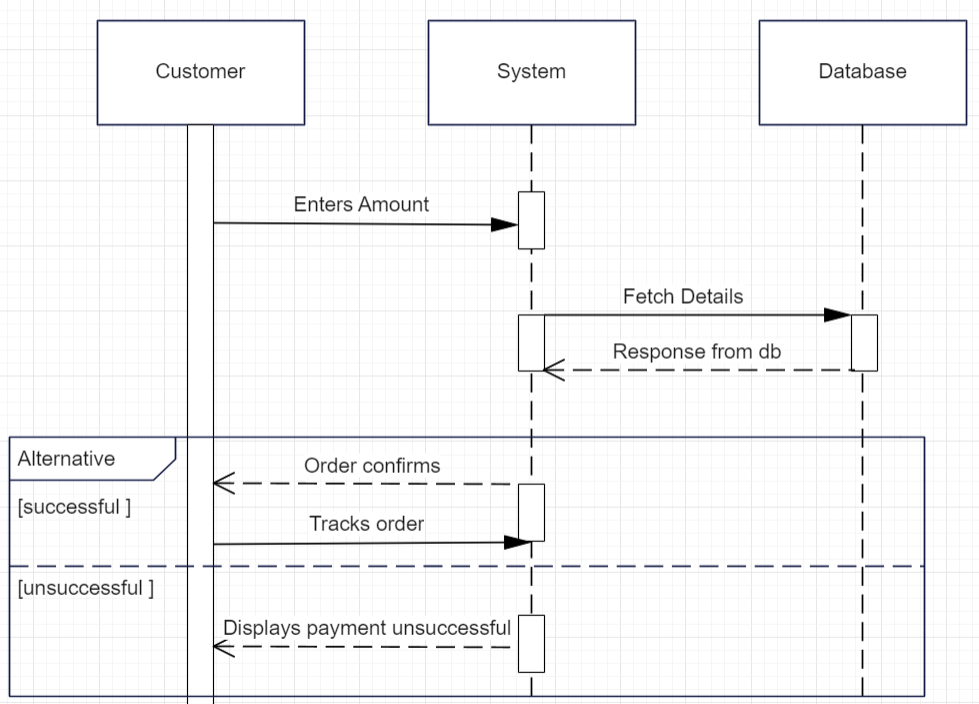 Customer
System
Database
Enters Amount
Fetch Details
Response from db
Alternative
Order confirms
[successful ]
Tracks order
[unsuccessful ]
Displays payment unsuccessful